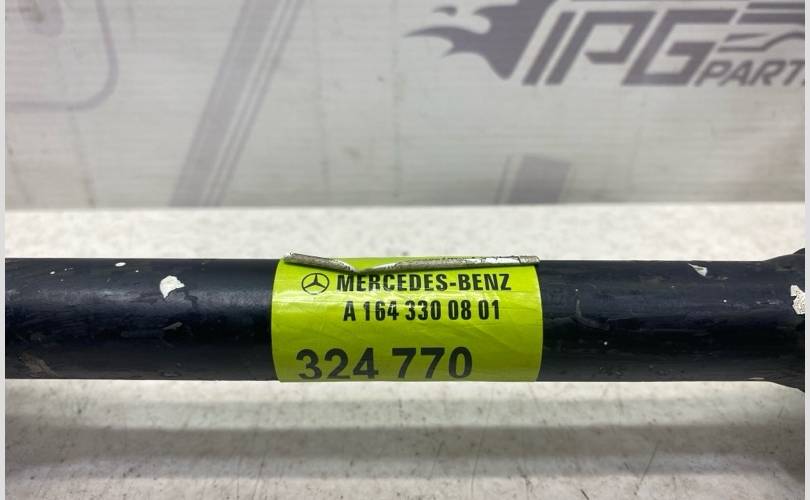 IPG
PARTS
MERCEDES-BENZ
A 164 330 08 01
324 770